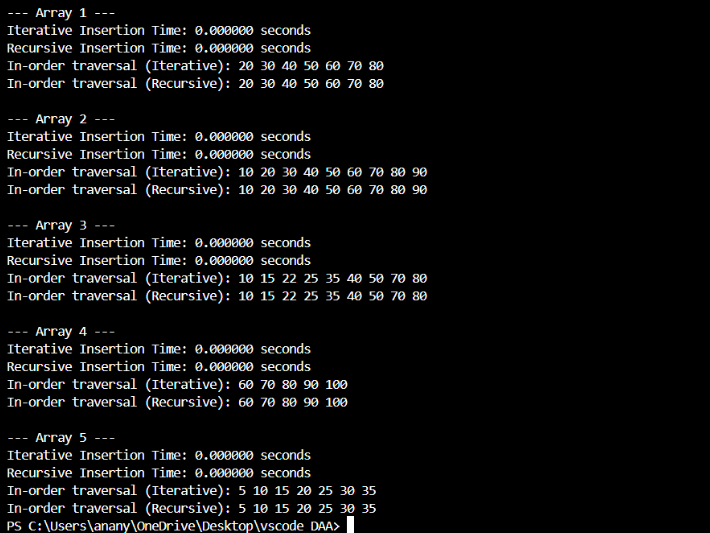 --- Array 1 ---
Iterative Insertion Time: 0.000000 seconds
Recursive Insertion Time: 0.000000 seconds
In-order traversal (Iterative): 20 30 40 50 60 70 80
In-order traversal (Recursive): 20 30 40 50 60 70 80
--- Array 2 ---
Iterative Insertion Time: 0.000000 seconds
Recursive Insertion Time: 0.000000 seconds
In-order traversal (Iterative): 10 20 30 40 50 60 70 80 90
In-order traversal (Recursive): 10 20 30 40 50 60 70 80 90
--- Array 3 ---
Iterative Insertion Time: 0.000000 seconds
Recursive Insertion Time: 0.000000 seconds
In-order traversal (Iterative): 10 15 22 25 35 40 50 70 80
In-order traversal (Recursive): 10 15 22 25 35 40 50 70 80
--- Array 4 ---
Iterative Insertion Time: 0.000000 seconds
Recursive Insertion Time: 0.000000 seconds
In-order traversal (Iterative): 60 70 80 90 100
In-order traversal (Recursive): 60 70 80 90 100
--- Array 5 ---
Iterative Insertion Time: 0.000000 seconds
Recursive Insertion Time: 0.000000 seconds
In-order traversal (Iterative): 5 10 15 20 25 30 35
In-order traversal (Recursive): 5 10 15 20 25 30 35
PS C:\Users\anany\OneDrive\Desktop\vscode DAA>